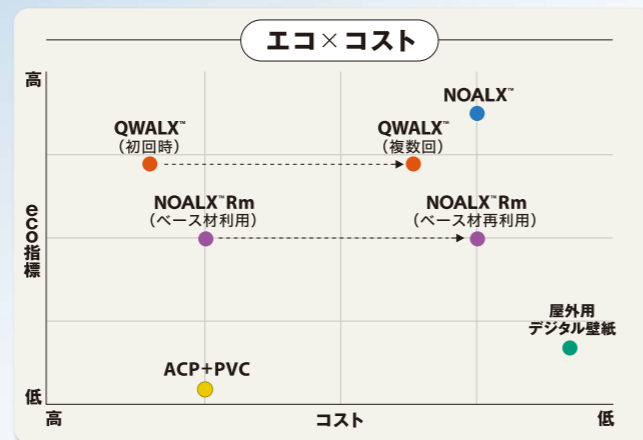 エコ×コスト
高
NOALX™
QWALX™
（初回時）
QWALX™
（複数回）
NOALX™Rm
（ベース材利用）
NOALX™Rm
（ベース材再利用）
eco指標
屋外用
デジタル壁紙
ACP+PVC
低
高
コスト
低